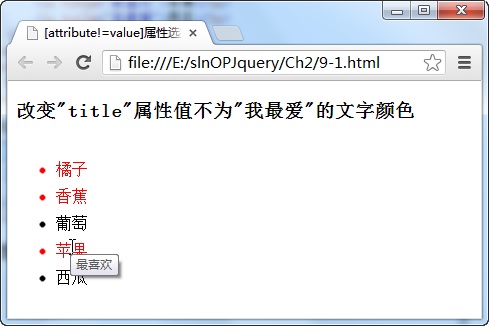 [attribute!=value]属性选
file:///E:/slnOPJquery/Ch2/9-1.html
改变"title"属性值不为"我最爱"的文字颜色
橘子
香蕉
葡萄
苹果
最喜欢
西瓜